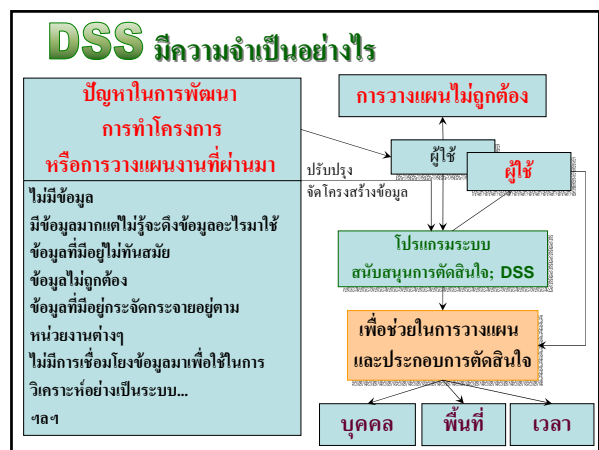 DSS มีความจำเป็นอย่างไร
ปัญหาในการพัฒนา
การทำโครงการ
หรือการวางแผนงานที่ผ่านมา
ไม่มีข้อมูล
มีข้อมูลมากแต่ไม่รู้จะดึงข้อมูลอะไรมาใช้
ข้อมูลที่มีอยู่ไม่ทันสมัย
ข้อมูลไม่ถูกต้อง
ข้อมูลที่มีอยู่กระจัดกระจายอยู่ตาม
หน่วยงานต่างๆ
ไม่มีการเชื่อมโยงข้อมูลมาเพื่อใช้ในการ
วิเคราะห์อย่างเป็นระบบ...
ฯลฯ
การวางแผนไม่ถูกต้อง
ผู้ใช้
ผู้ใช้
ปรับปรุง
จัดโครงสร้างข้อมูล
โปรแกรมระบบ
สนับสนุนการตัดสินใจ; DSS
เพื่อช่วยในการวางแผน
และประกอบการตัดสินใจ
บุคคล
พื้นที่
เวลา